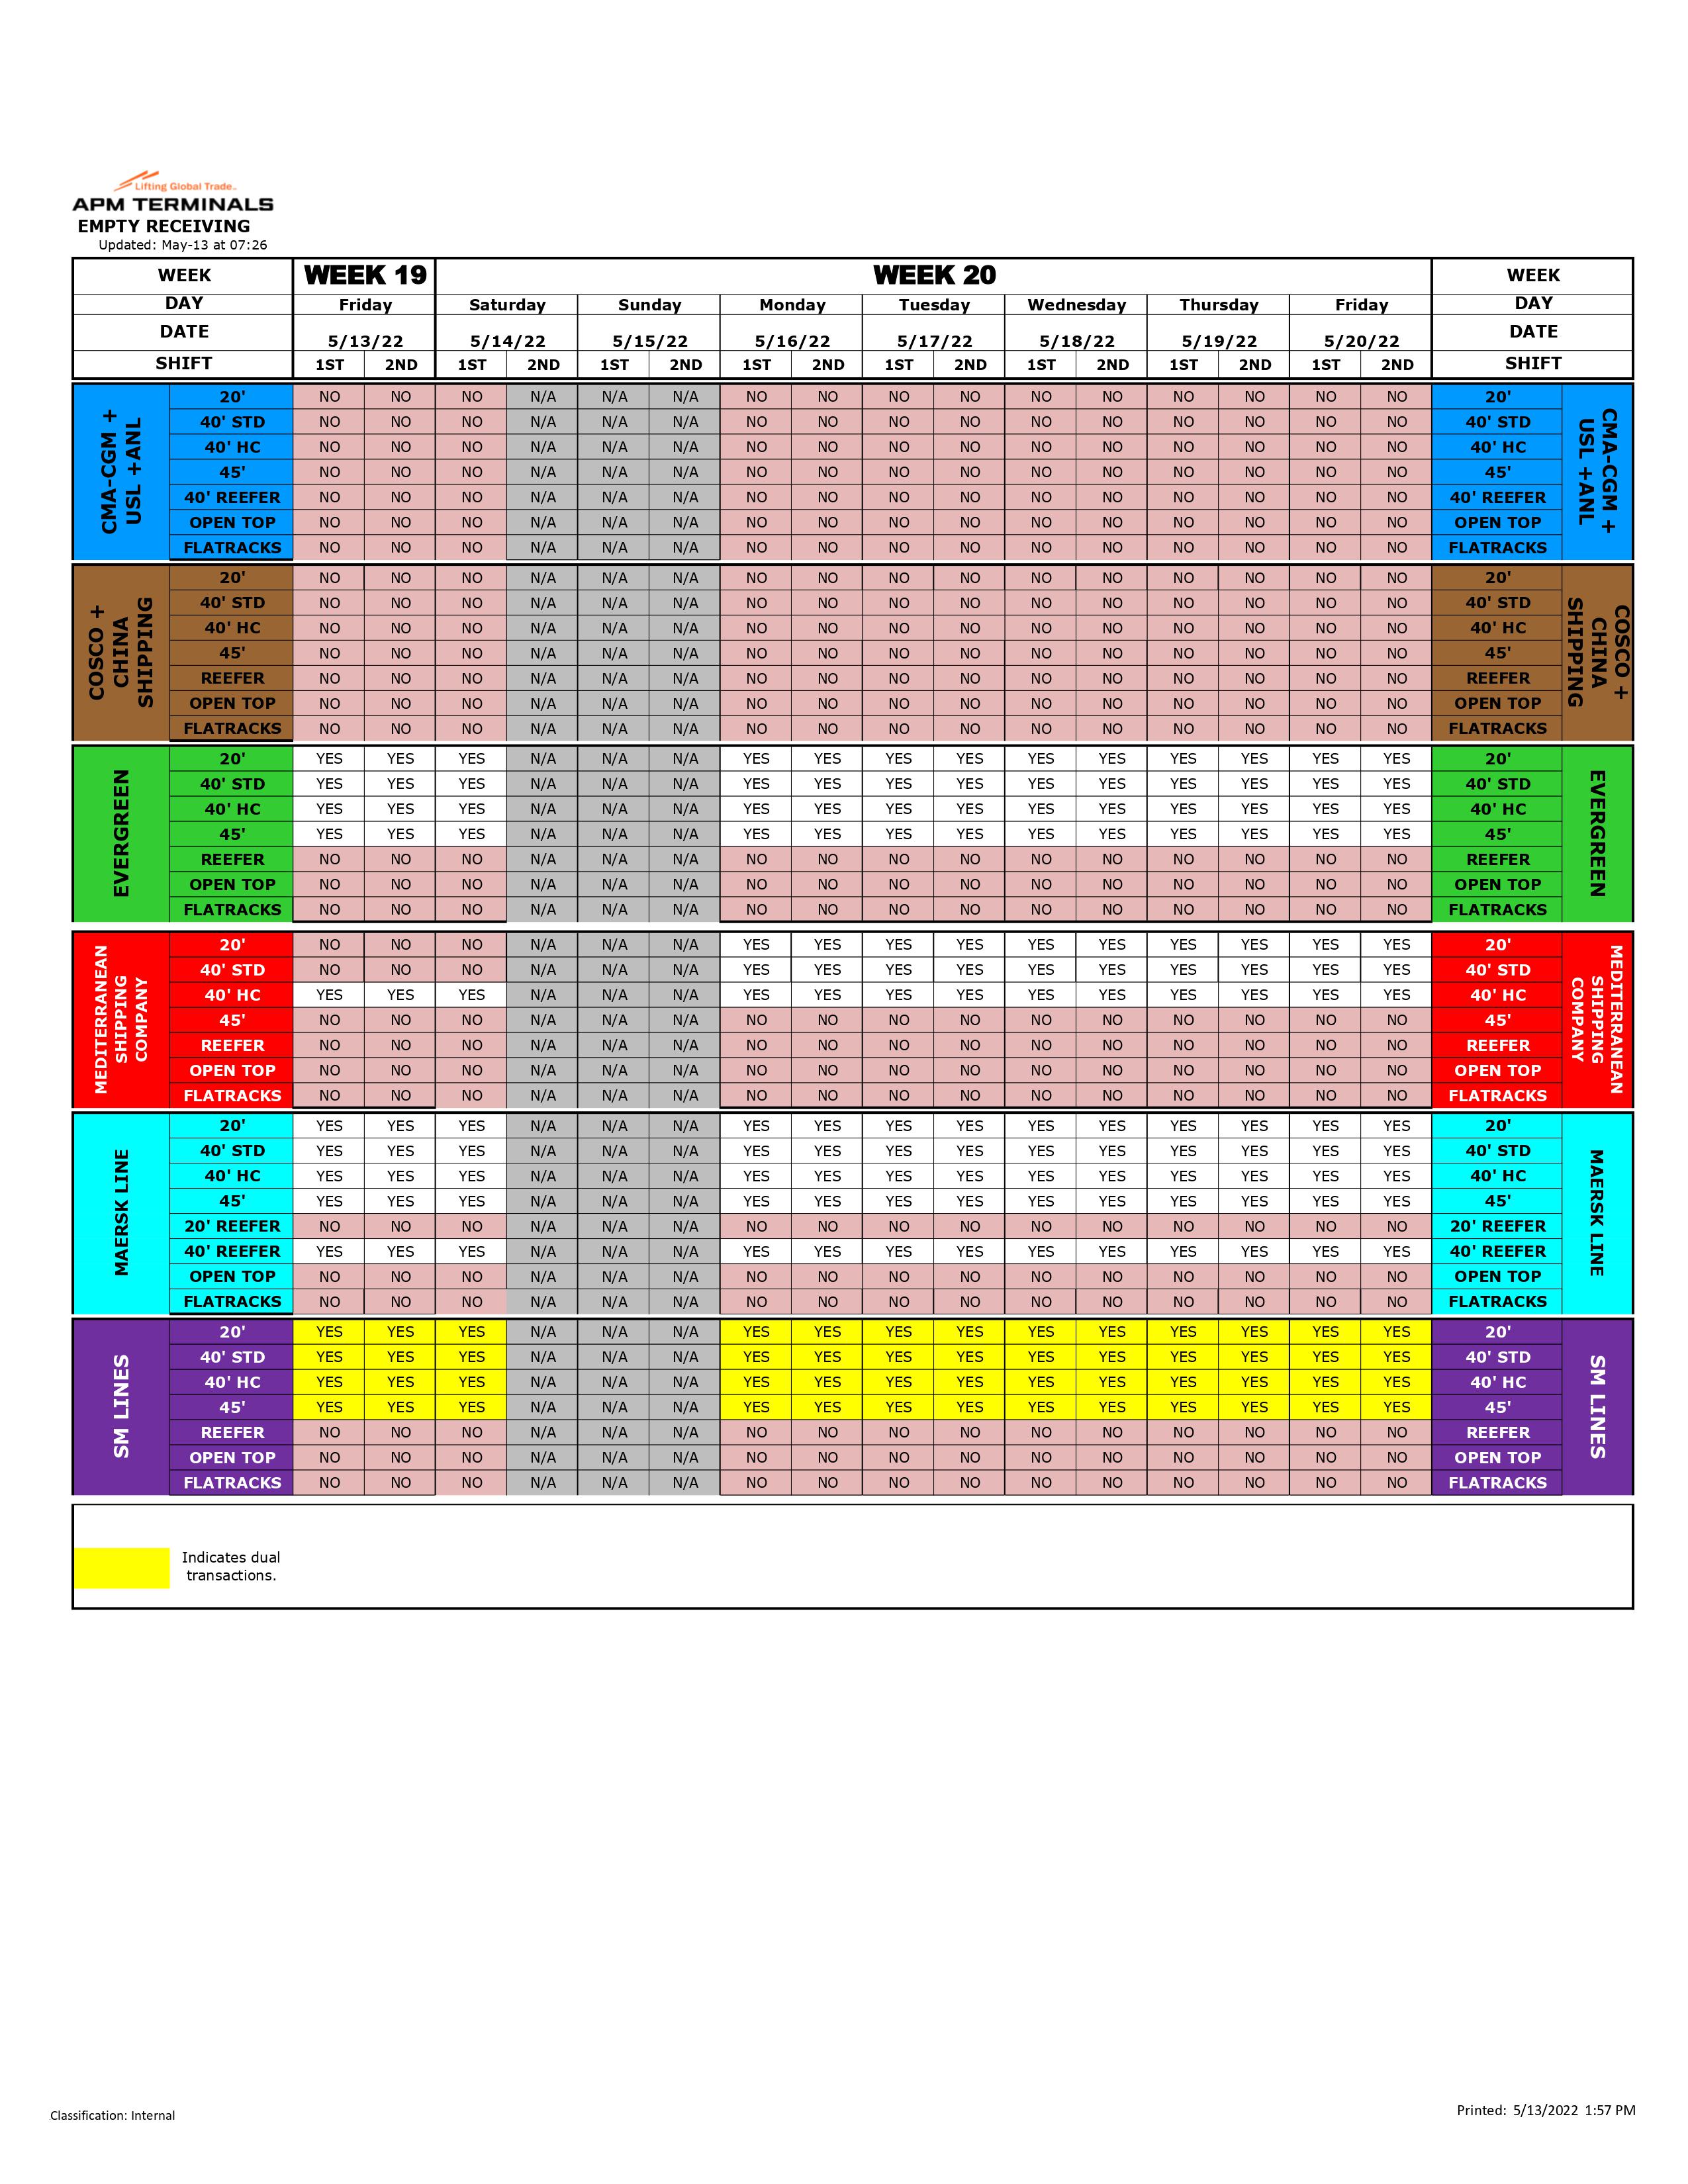 Lifting Global Trade.
APM TERMINALS
EMPTY RECEIVING
Updated: May-13 at 07:26
WEEK WEEK 19 WEEK 20 WEEK
DAY Friday Saturday Sunday Monday Tuesday Wednesday Thursday Friday DAY
DATE 5/13/22 5/14/22 5/15/22 5/16/22 5/17/22 5/18/22 5/19/22 5/20/22 DATE
SHIFT 1ST 2ND 1ST 2ND 1ST 2ND 1ST 2ND 1ST 2ND 1ST 2ND 1ST 2ND 1ST 2ND SHIFT
CMA-CGM +
USL +ANL
20' NO NO NO N/A N/A N/A NO NO NO NO NO NO NO NO NO NO 20'
40' STD NO NO NO N/A N/A N/A NO NO NO NO NO NO NO NO NO NO 40' STD
40' HC NO NO NO N/A N/A N/A NO NO NO NO NO NO NO NO NO NO 40' HC
45' NO NO NO N/A N/A N/A NO NO NO NO NO NO NO NO NO NO 45'
40' REEFER NO NO NO N/A N/A N/A NO NO NO NO NO NO NO NO NO NO 40' REEFER
OPEN TOP NO NO NO N/A N/A N/A NO NO NO NO NO NO NO NO NO NO OPEN TOP
FLATRACKS NO NO NO N/A N/A N/A NO NO NO NO NO NO NO NO NO NO FLATRACKS
CMA-CGM +
USL +ANL
COSCO +
CHINA
SHIPPING
20' NO NO NO N/A N/A N/A NO NO NO NO NO NO NO NO NO NO 20'
40' STD NO NO NO N/A N/A N/A NO NO NO NO NO NO NO NO NO NO 40' STD
40' HC NO NO NO N/A N/A N/A NO NO NO NO NO NO NO NO NO NO 40' HC
45' NO NO NO N/A N/A N/A NO NO NO NO NO NO NO NO NO NO 45'
REEFER NO NO NO N/A N/A N/A NO NO NO NO NO NO NO NO NO NO REEFER
OPEN TOP NO NO NO N/A N/A N/A NO NO NO NO NO NO NO NO NO NO OPEN TOP
FLATRACKS NO NO NO N/A N/A N/A NO NO NO NO NO NO NO NO NO NO FLATRACKS
COSCO +
CHINA
SHIPPING
EVERGREEN
20' YES YES YES N/A N/A N/A YES YES YES YES YES YES YES YES YES YES 20'
40' STD YES YES YES N/A N/A N/A YES YES YES YES YES YES YES YES YES YES 40' STD
40' HC YES YES YES N/A N/A N/A YES YES YES YES YES YES YES YES YES YES 40' HC
45' YES YES YES N/A N/A N/A YES YES YES YES YES YES YES YES YES YES 45'
REEFER NO NO NO N/A N/A N/A NO NO NO NO NO NO NO NO NO NO REEFER
OPEN TOP NO NO NO N/A N/A N/A NO NO NO NO NO NO NO NO NO NO OPEN TOP
FLATRACKS NO NO NO N/A N/A N/A NO NO NO NO NO NO NO NO NO NO FLATRACKS
EVERGREEN
MEDITERRANEAN
SHIPPING
COMPANY
20' NO NO NO N/A N/A N/A YES YES YES YES YES YES YES YES YES YES 20'
40' STD NO NO NO N/A N/A N/A YES YES YES YES YES YES YES YES YES YES 40' STD
40' HC YES YES YES N/A N/A N/A YES YES YES YES YES YES YES YES YES YES 40' HC
45' NO NO NO N/A N/A N/A NO NO NO NO NO NO NO NO NO NO 45'
REEFER NO NO NO N/A N/A N/A NO NO NO NO NO NO NO NO NO NO REEFER
OPEN TOP NO NO NO N/A N/A N/A NO NO NO NO NO NO NO NO NO NO OPEN TOP
FLATRACKS NO NO NO N/A N/A N/A NO NO NO NO NO NO NO NO NO NO FLATRACKS
MEDITERRANEAN
SHIPPING
COMPANY
MAERSK LINE
20' YES YES YES N/A N/A N/A YES YES YES YES YES YES YES YES YES YES 20'
40' STD YES YES YES N/A N/A N/A YES YES YES YES YES YES YES YES YES YES 40' STD
40' HC YES YES YES N/A N/A N/A YES YES YES YES YES YES YES YES YES YES 40' HC
45' YES YES YES N/A N/A N/A YES YES YES YES YES YES YES YES YES YES 45'
20' REEFER NO NO NO N/A N/A N/A NO NO NO NO NO NO NO NO NO NO 20' REEFER
40' REEFER YES YES YES N/A N/A N/A YES YES YES YES YES YES YES YES YES YES 40' REEFER
OPEN TOP NO NO NO N/A N/A N/A NO NO NO NO NO NO NO NO NO NO OPEN TOP
FLATRACKS NO NO NO N/A N/A N/A NO NO NO NO NO NO NO NO NO NO FLATRACKS
MAERSK LINE
SM LINES
20' YES YES YES N/A N/A N/A YES YES YES YES YES YES YES YES YES YES 20'
40' STD YES YES YES N/A N/A N/A YES YES YES YES YES YES YES YES YES YES 40' STD
40' HC YES YES YES N/A N/A N/A YES YES YES YES YES YES YES YES YES YES 40' HC
45' YES YES YES N/A N/A N/A YES YES YES YES YES YES YES YES YES YES 45'
REEFER NO NO NO N/A N/A N/A NO NO NO NO NO NO NO NO NO NO REEFER
OPEN TOP NO NO NO N/A N/A N/A NO NO NO NO NO NO NO NO NO NO OPEN TOP
FLATRACKS NO NO NO N/A N/A N/A NO NO NO NO NO NO NO NO NO NO FLATRACKS
SM LINES
Indicates dual
transactions.
Classification: Internal
Printed: 5/13/2022 1:57 PM